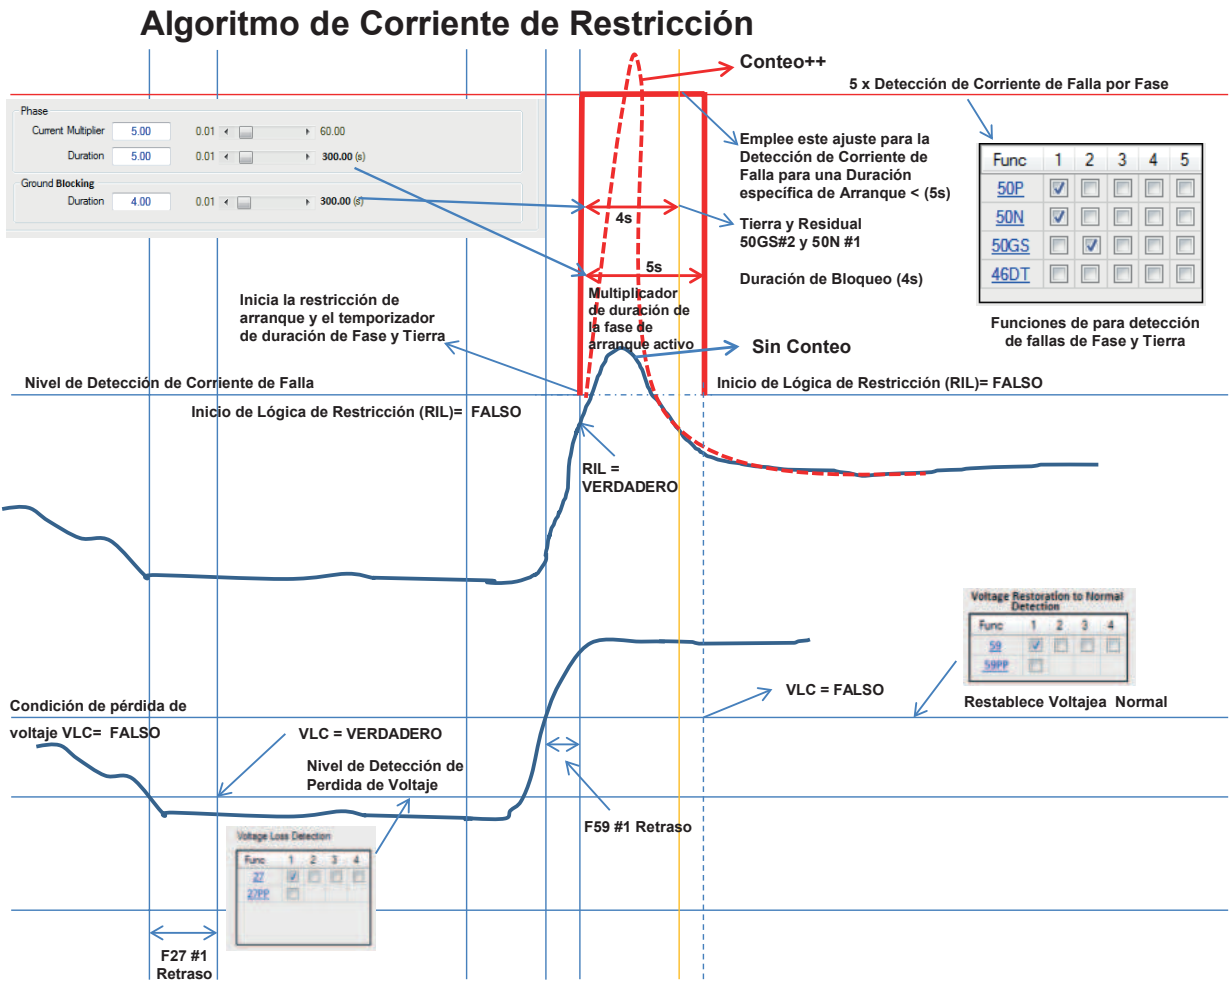 Algoritmo de Corriente de Restricción
Conteo++
5 x Detección de Corriente de Falla por Fase
Phase
Current Multiplier 5.00 0.01 60.00
Duration 5.00 0.01 300.00 (s)
Ground Blocking
Duration 4.00 0.01 300.00 (s)
Emplee este ajuste para la
Detección de Corriente de
Falla para una Duración
específica de Arranque < (5s)
Func 1 2 3 4 5
50P
50N
50GS
46DT
4s
Tierra y Residual
50GS#2 y 50N #1
5s
Duración de Bloqueo (4s)
Multiplicador
de duración de
la fase de
arranque activo
Inicia la restricción de
arranque y el temporizador
de duración de Fase y Tierra
Funciones de para detección
de fallas de Fase y Tierra
Sin Conteo
Nivel de Detección de Corriente de Falla
Inicio de Lógica de Restricción (RIL)= FALSO
Inicio de Lógica de Restricción (RIL)= FALSO
RIL =
VERDADERO
Voltage Restoration to Normal
Detection
Func 1 2 3 4
59
59PP
VLC = FALSO
Restablece Voltajea Normal
Condición de pérdida de
voltaje VLC= FALSO
VLC = VERDADERO
Nivel de Detección de
Perdida de Voltaje
F59 #1 Retraso
Voltage Loss Detection
Func 1 2 3 4
27
27PP
F27 #1
Retraso